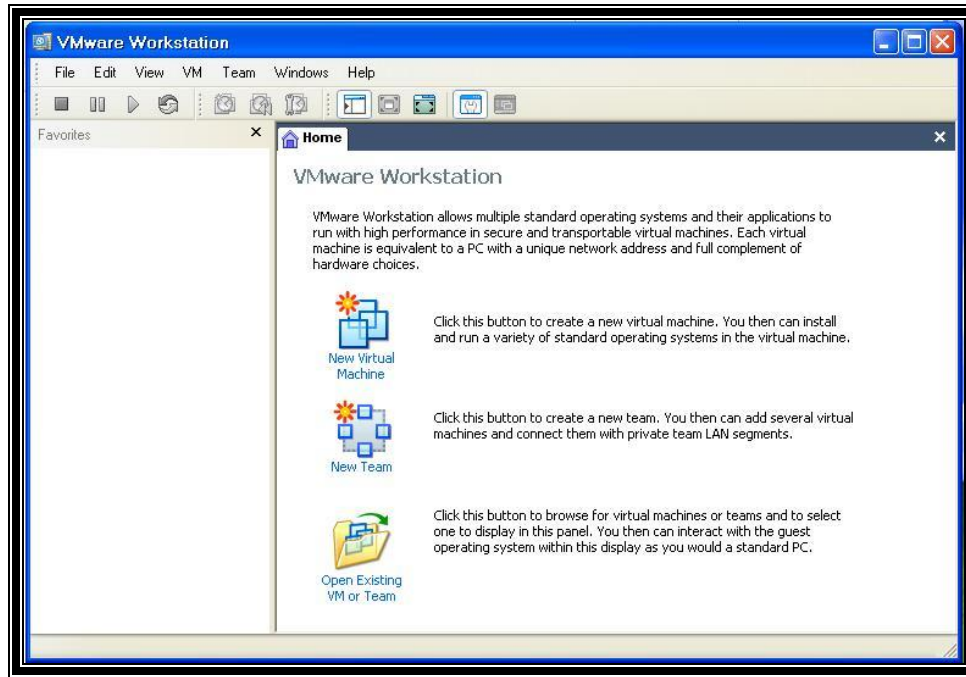 VMware Workstation
File Edit View VM Team Windows Help
Favorites
Home
VMware Workstation
VMware Workstation allows multiple standard operating systems and their applications to
run with high performance in secure and transportable virtual machines. Each virtual
machine is equivalent to a PC with a unique network address and full complement of
hardware choices.
New Virtual
Machine
Click this button to create a new virtual machine. You then can install
and run a variety of standard operating systems in the virtual machine.
New Team
Click this button to create a new team. You then can add several virtual
machines and connect them with private team LAN segments.
Open Existing
VM or Team
Click this button to browse for virtual machines or teams and to select
one to display in this panel. You then can interact with the guest
operating system within this display as you would a standard PC.